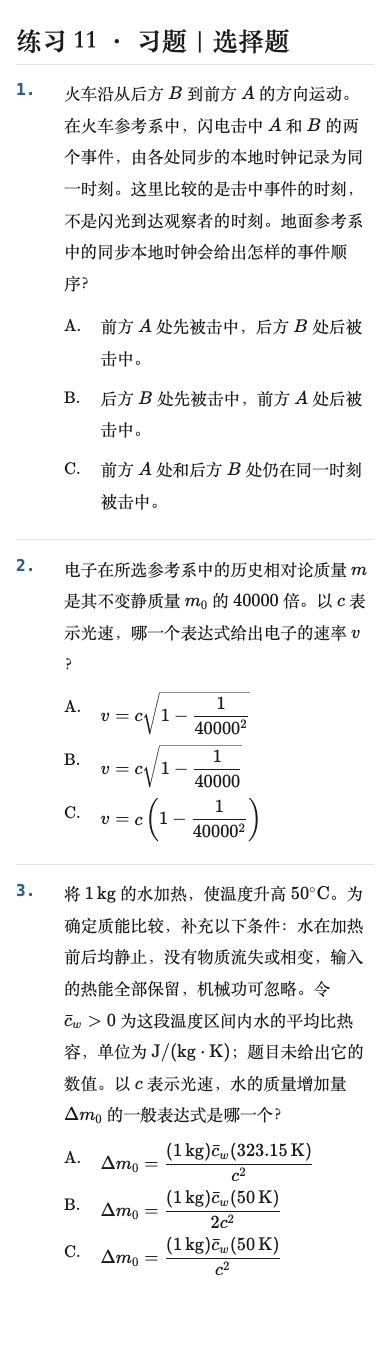 练习 11 · 习题 | 选择题
1. 火车沿从后方 B 到前方 A 的方向运动。
在火车参考系中，闪电击中 A 和 B 的两
个事件，由各处同步的本地时钟记录为同
一时刻。这里比较的是击中事件的时刻，
不是闪光到达观察者的时刻。地面参考系
中的同步本地时钟会给出怎样的事件顺
序?
A. 前方 A 处先被击中，后方 B 处后被
击中。
B. 后方 B 处先被击中，前方 A 处后被
击中。
C. 前方 A 处和后方 B 处仍在同一时刻
被击中。
2. 电子在所选参考系中的历史相对论质量 m
是其不变静质量 m₀ 的 40000 倍。以 c 表
示光速，哪一个表达式给出电子的速率 v
?
A. v = c√(1 − 1/40000²)
B. v = c√(1 − 1/40000)
C. v = c(1 − 1/40000²)
3. 将 1 kg 的水加热，使温度升高 50°C。为
确定质能比较，补充以下条件：水在加热
前后均静止，没有物质流失或相变，输入
的热能全部保留，机械功可忽略。令
c̄_w > 0 为这段温度区间内水的平均比热
容，单位为 J/(kg · K)；题目未给出它的
数值。以 c 表示光速，水的质量增加量
Δm₀ 的一般表达式是哪一个?
A. Δm₀ = (1 kg)c̄_w(323.15 K)/c²
B. Δm₀ = (1 kg)c̄_w(50 K)/2c²
C. Δm₀ = (1 kg)c̄_w(50 K)/c²